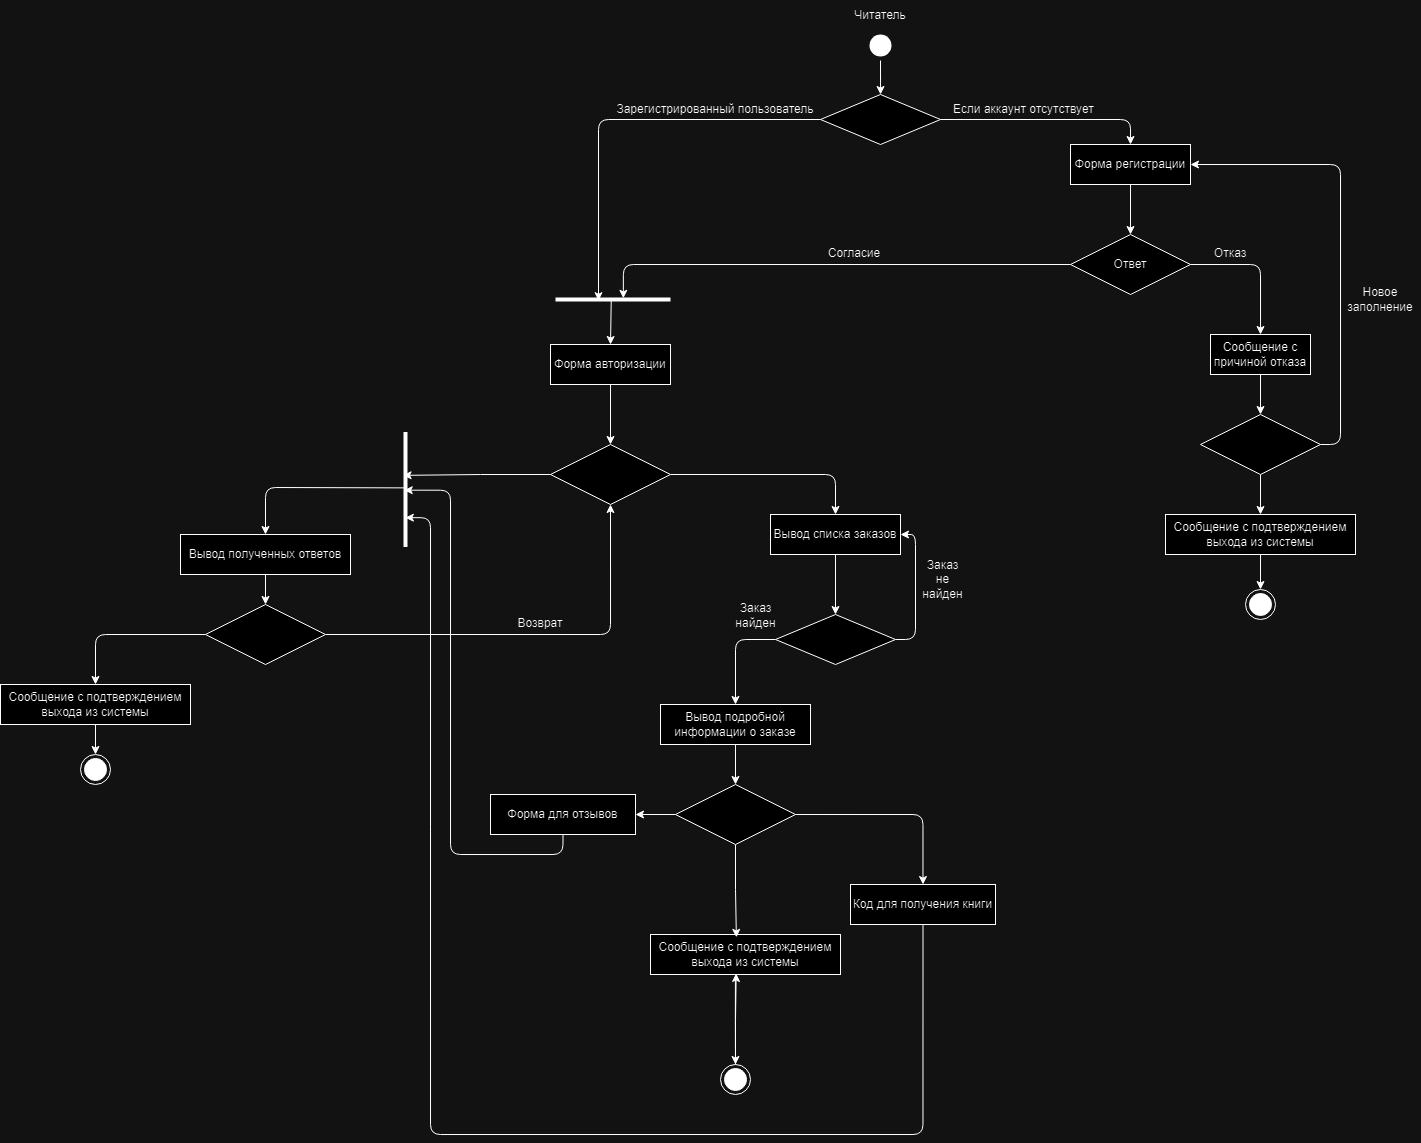 Читатель
Зарегистрированный пользователь
Если аккаунт отсутствует
Форма регистрации
Согласие
Ответ
Отказ
Новое
заполнение
Сообщение с
причиной отказа
Форма авторизации
Сообщение с подтверждением
выхода из системы
Вывод списка заказов
Вывод полученных ответов
Заказ
не
найден
Заказ
найден
Возврат
Сообщение с подтверждением
выхода из системы
Вывод подробной
информации о заказе
Форма для отзывов
Код для получения книги
Сообщение с подтверждением
выхода из системы